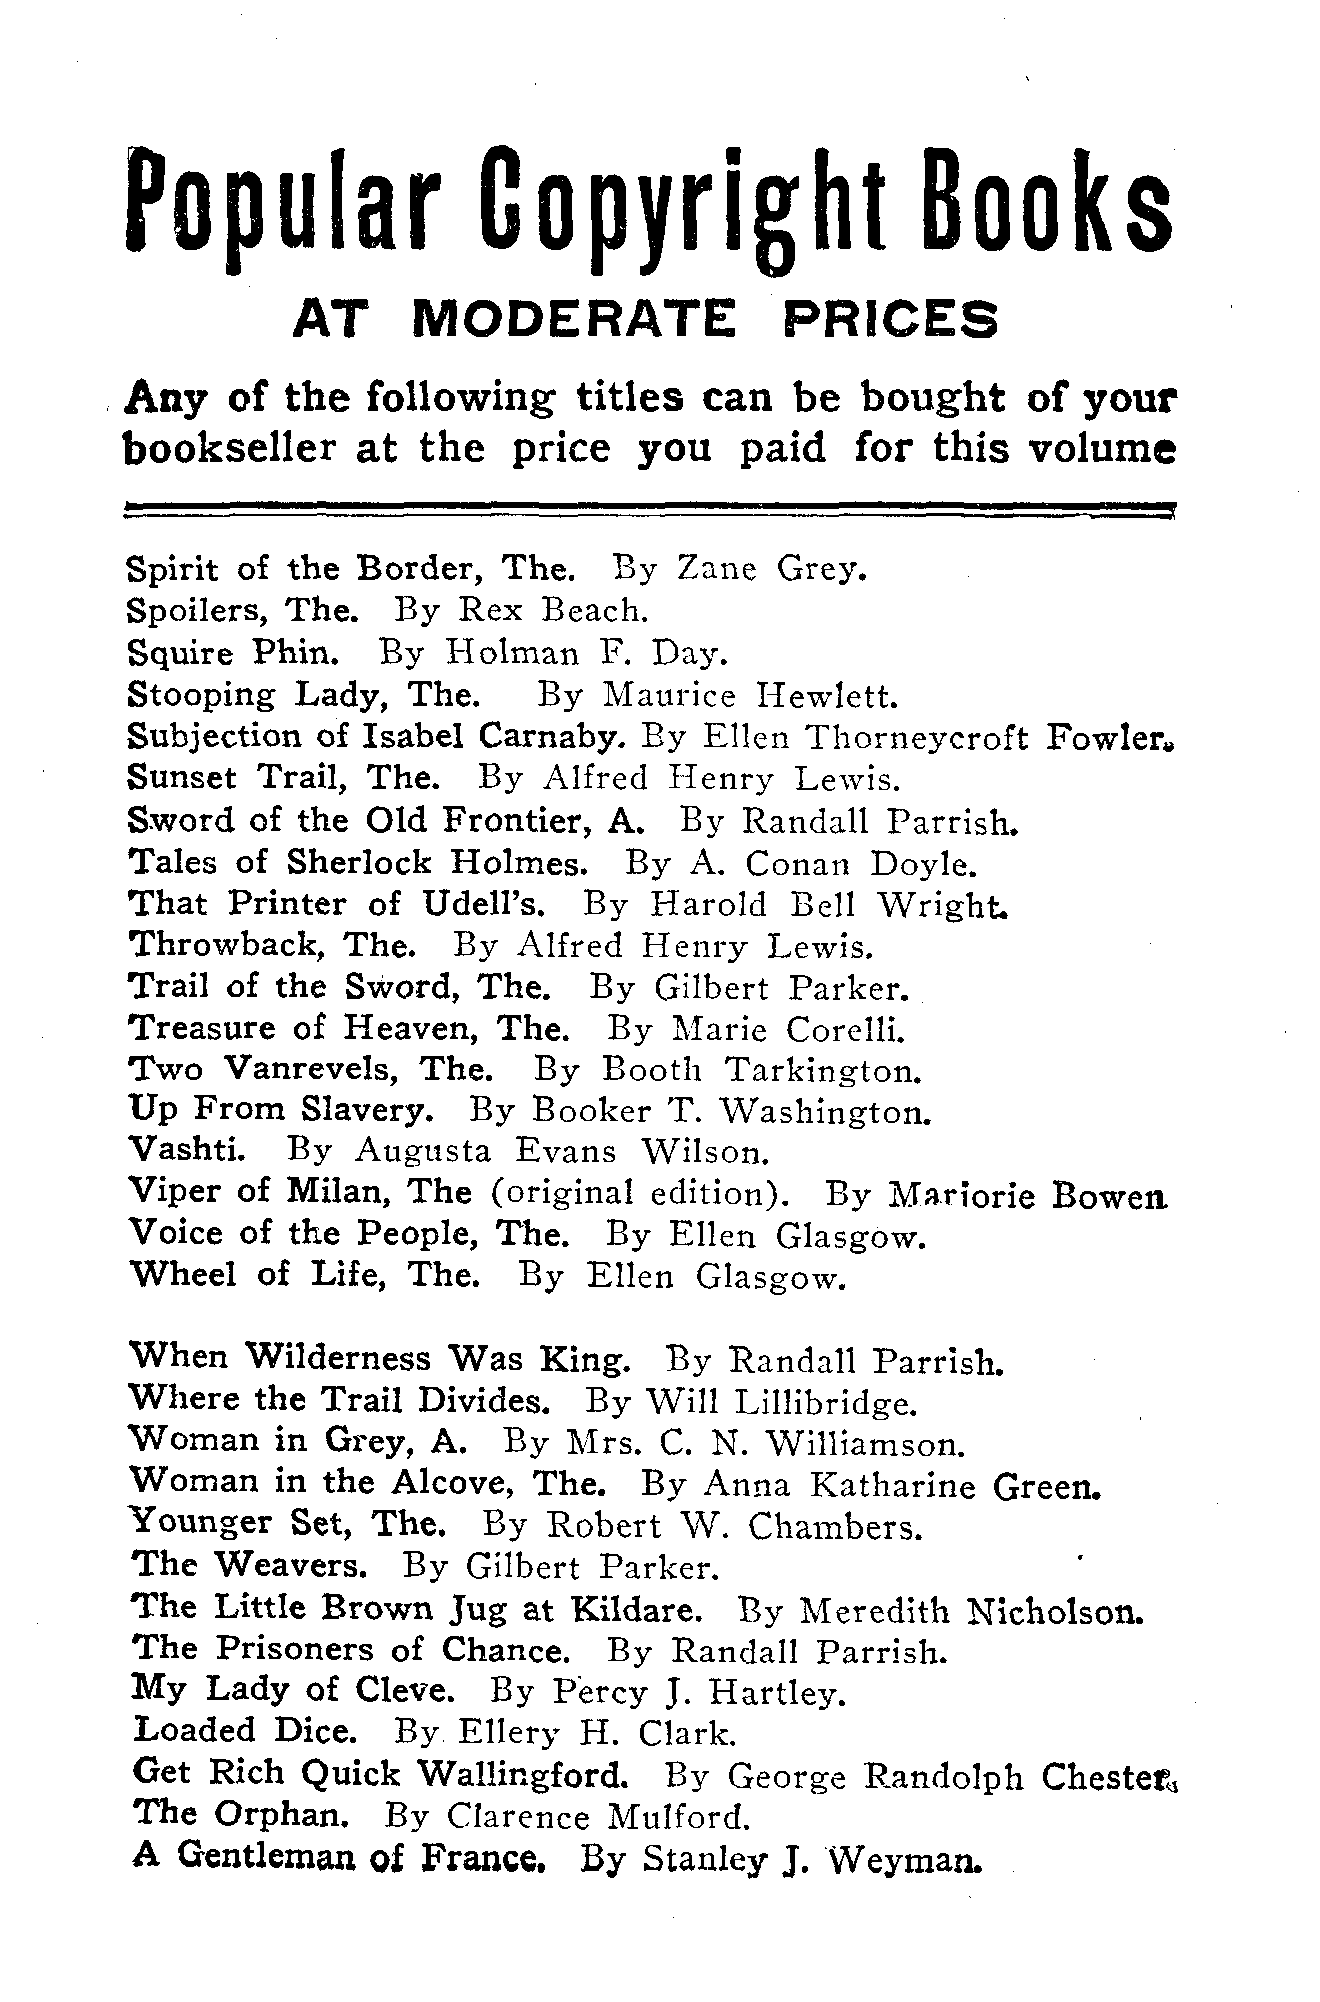 Popular Copyright Books
AT MODERATE PRICES
Any of the following titles can be bought of your
bookseller at the price you paid for this volume
Spirit of the Border, The. By Zane Grey.
Spoilers, The. By Rex Beach.
Squire Phin. By Holman F. Day.
Stooping Lady, The. By Maurice Hewlett.
Subjection of Isabel Carnaby. By Ellen Thorneycroft Fowler.
Sunset Trail, The. By Alfred Henry Lewis.
Sword of the Old Frontier, A. By Randall Parrish.
Tales of Sherlock Holmes. By A. Conan Doyle.
That Printer of Udell's. By Harold Bell Wright.
Throwback, The. By Alfred Henry Lewis.
Trail of the Sword, The. By Gilbert Parker.
Treasure of Heaven, The. By Marie Corelli.
Two Vanrevels, The. By Booth Tarkington.
Up From Slavery. By Booker T. Washington.
Vashti. By Augusta Evans Wilson.
Viper of Milan, The (original edition). By Marjorie Bowen.
Voice of the People, The. By Ellen Glasgow.
Wheel of Life, The. By Ellen Glasgow.
When Wilderness Was King. By Randall Parrish.
Where the Trail Divides. By Will Lillibridge.
Woman in Grey, A. By Mrs. C. N. Williamson.
Woman in the Alcove, The. By Anna Katharine Green.
Younger Set, The. By Robert W. Chambers.
The Weavers. By Gilbert Parker.
The Little Brown Jug at Kildare. By Meredith Nicholson.
The Prisoners of Chance. By Randall Parrish.
My Lady of Cleve. By Percy J. Hartley.
Loaded Dice. By Ellery H. Clark.
Get Rich Quick Wallingford. By George Randolph Chester.
The Orphan. By Clarence Mulford.
A Gentleman of France. By Stanley J. Weyman.